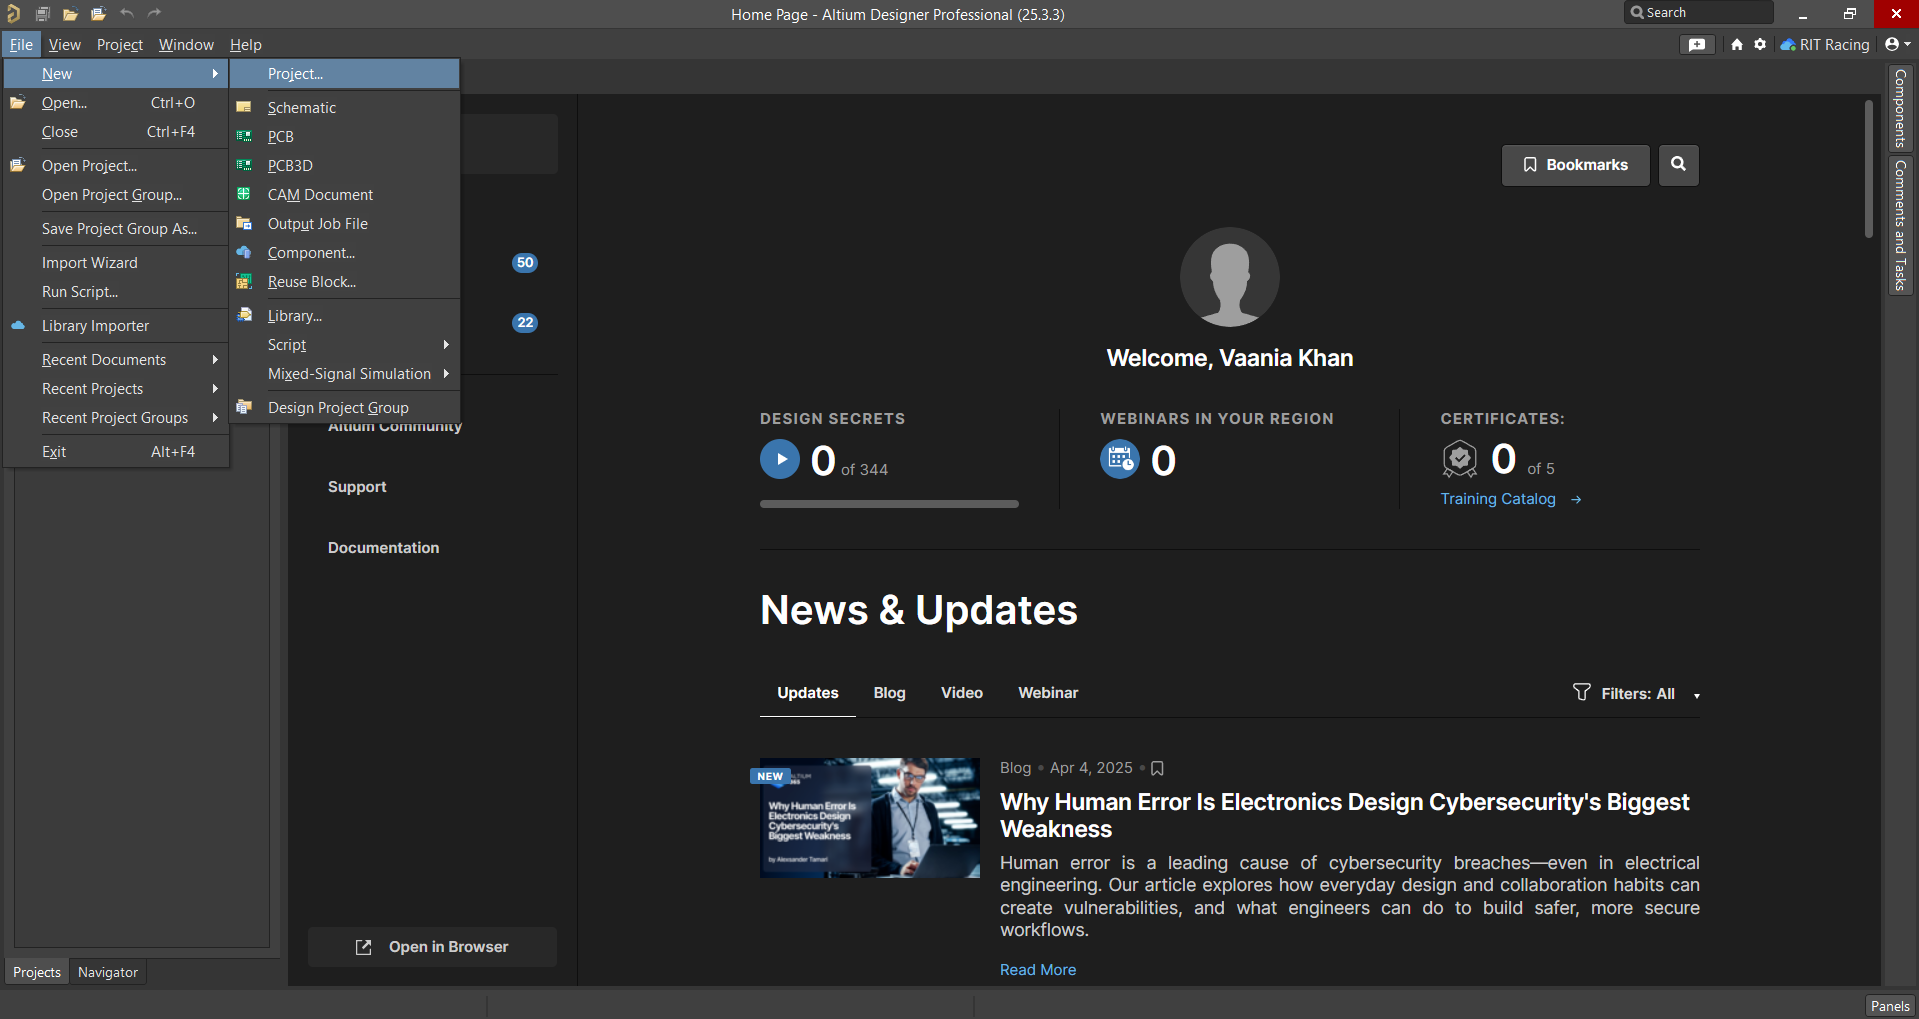 Home Page - Altium Designer Professional (25.3.3)
Search
File View Project Window Help
RIT Racing
New
Open... Ctrl+O
Close Ctrl+F4
Open Project...
Open Project Group...
Save Project Group As...
Import Wizard
Run Script...
Library Importer
Recent Documents
Recent Projects
Recent Project Groups
Exit Alt+F4
Project...
Schematic
PCB
PCB3D
CAM Document
Output Job File
Component...
Reuse Block...
Library...
Script
Mixed-Signal Simulation
Design Project Group
50
22
Altium Community
Support
Documentation
Open in Browser
Projects Navigator
Bookmarks
Welcome, Vaania Khan
DESIGN SECRETS
0 of 344
WEBINARS IN YOUR REGION
0
CERTIFICATES:
0 of 5
Training Catalog →
News & Updates
Updates Blog Video Webinar
Filters: All
NEW
ALTIUM
Why Human Error Is
Electronics Design
Cybersecurity's
Biggest Weakness
by Alexsander Tamari
Blog • Apr 4, 2025 •
Why Human Error Is Electronics Design Cybersecurity's Biggest
Weakness
Human error is a leading cause of cybersecurity breaches—even in electrical
engineering. Our article explores how everyday design and collaboration habits can
create vulnerabilities, and what engineers can do to build safer, more secure
workflows.
Read More
Components
Comments and Tasks
Panels